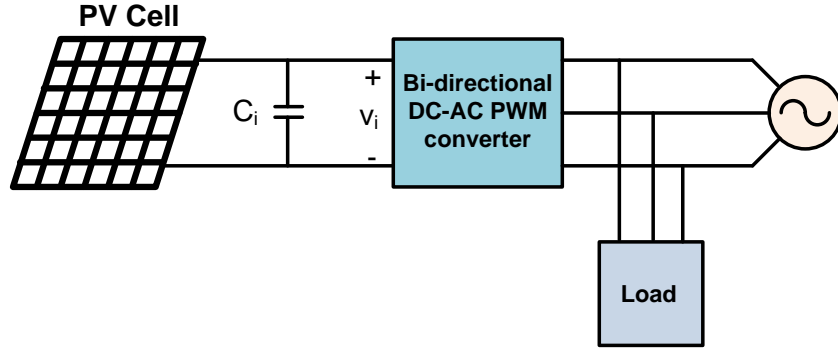 PV Cell
Cᵢ
+
vᵢ
-
Bi-directional
DC-AC PWM
converter
Load